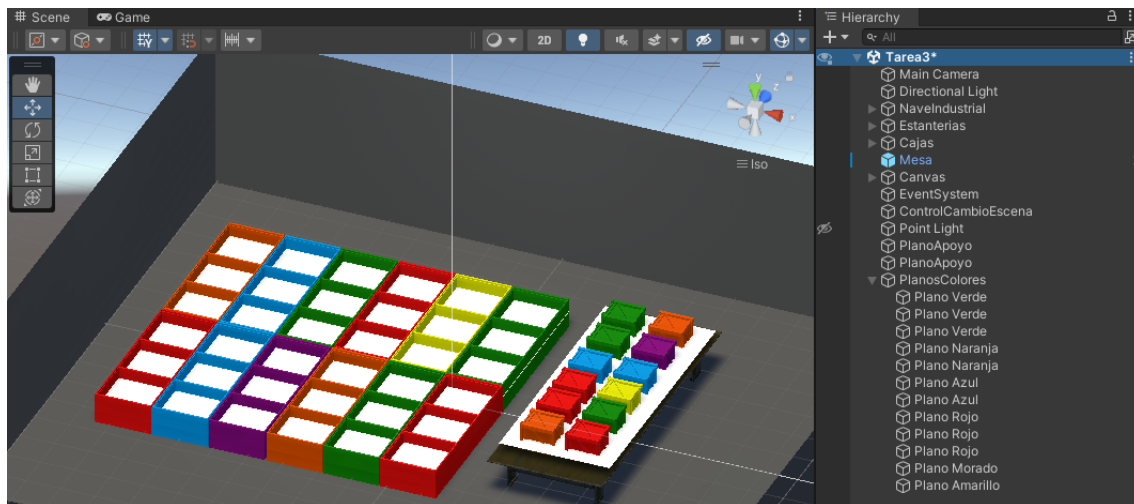 Scene Game
2D
y
z
x
Iso
Hierarchy
All
Tarea3*
Main Camera
Directional Light
NaveIndustrial
Estanterias
Cajas
Mesa
Canvas
EventSystem
ControlCambioEscena
Point Light
PlanoApoyo
PlanoApoyo
PlanosColores
Plano Verde
Plano Verde
Plano Verde
Plano Naranja
Plano Naranja
Plano Azul
Plano Azul
Plano Rojo
Plano Rojo
Plano Rojo
Plano Morado
Plano Amarillo